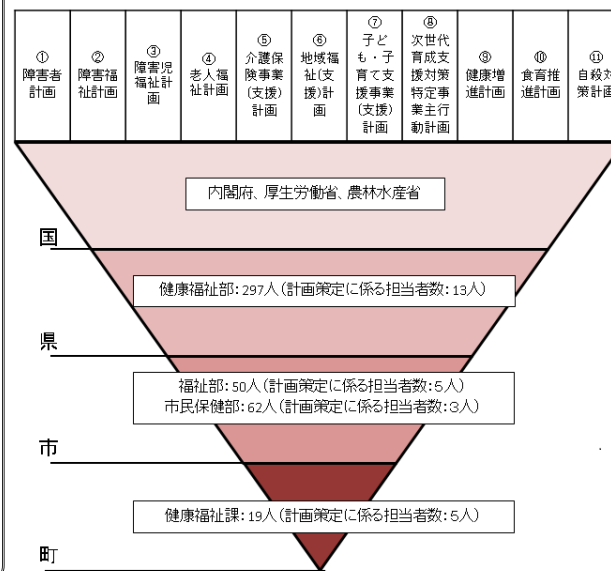 ①
障害者
計画
②
障害福
祉計画
③
障害児
福祉計
画
④
老人福
祉計画
⑤
介護保
険事業
(支援)
計画
⑥
地域福
祉(支
援)計
画
⑦
子ど
も・子
育て支
援事業
(支援)
計画
⑧
次世代
育成支
援対策
特定事
業主行
動計画
⑨
健康増
進計画
⑩
食育推
進計画
⑪
自殺対
策計画
内閣府、厚生労働省、農林水産省
国
健康福祉部:297人(計画策定に係る担当者数:13人)
県
福祉部:50人(計画策定に係る担当者数:5人)
市民保健部:62人(計画策定に係る担当者数:3人)
市
健康福祉課:19人(計画策定に係る担当者数:5人)
町